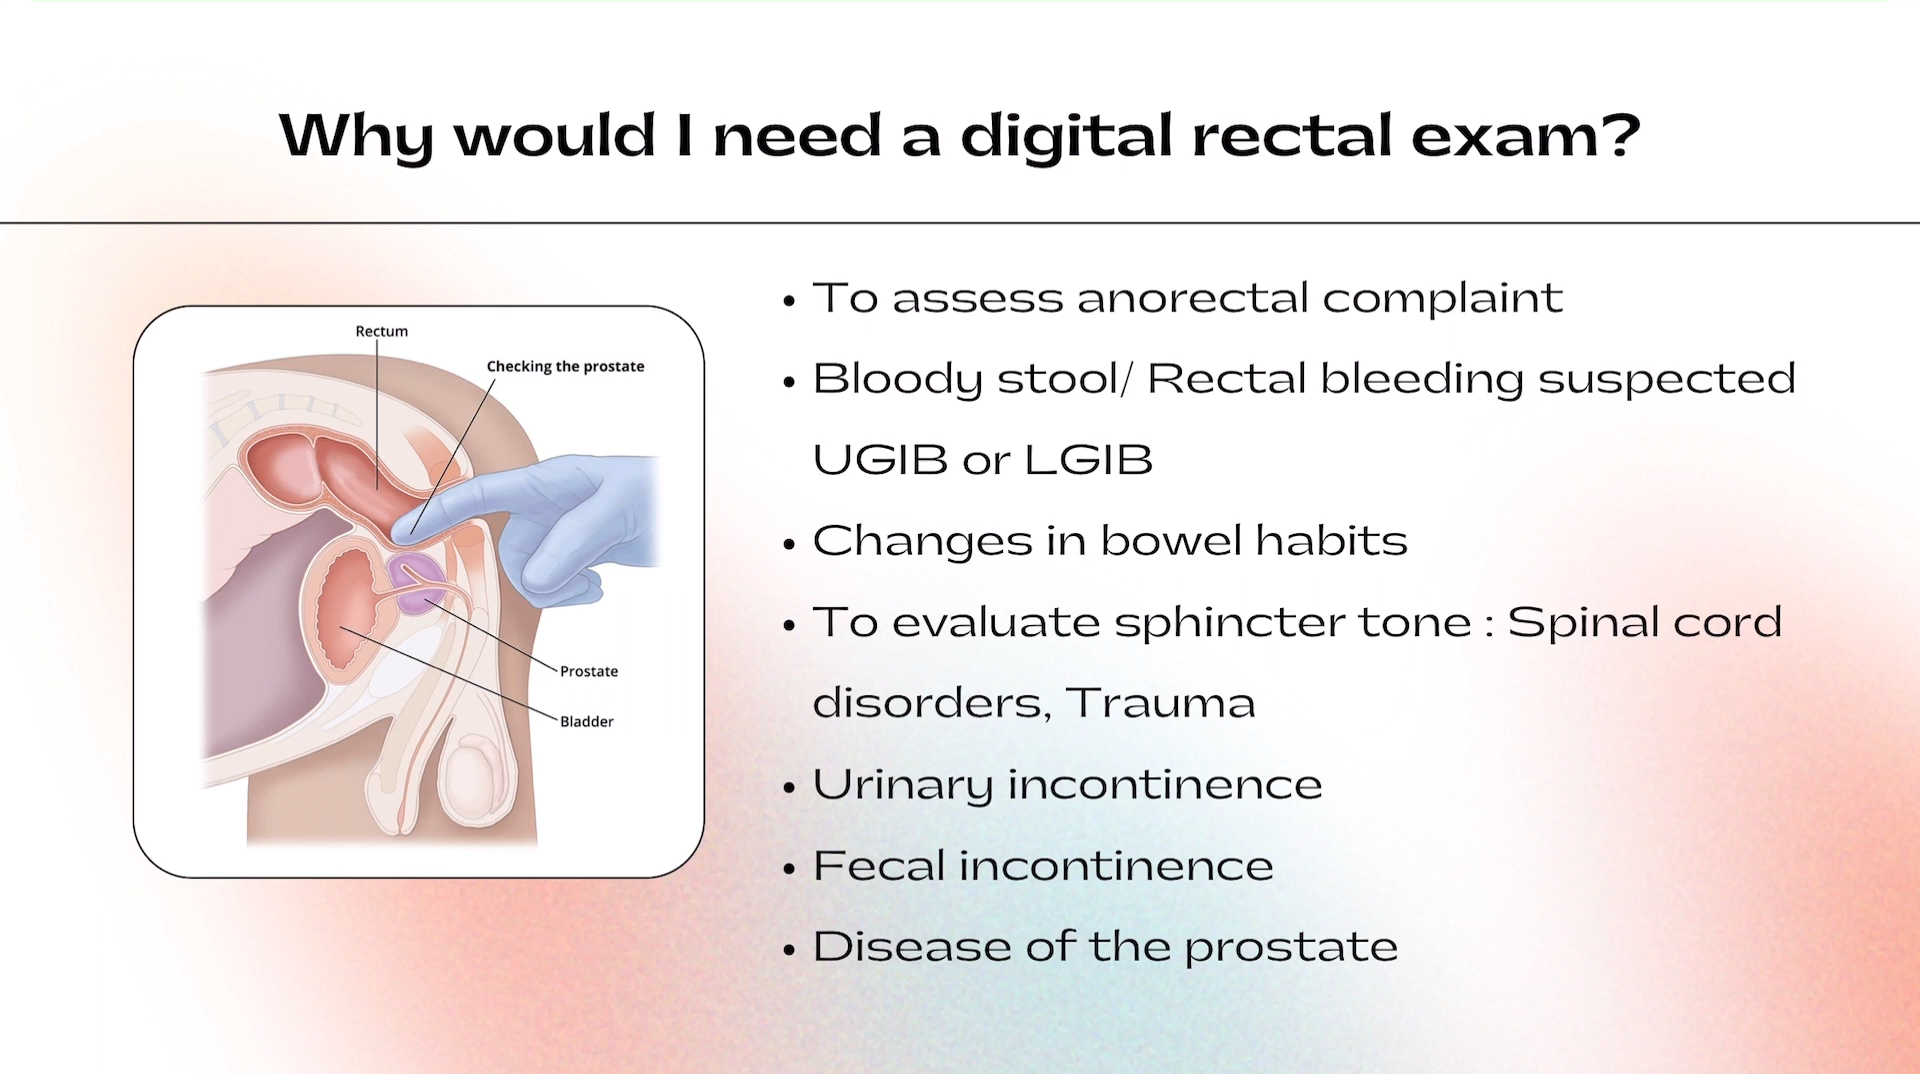 Why would I need a digital rectal exam?
Rectum
Checking the prostate
Prostate
Bladder
• To assess anorectal complaint
• Bloody stool/ Rectal bleeding suspected
UGIB or LGIB
• Changes in bowel habits
• To evaluate sphincter tone : Spinal cord
disorders, Trauma
• Urinary incontinence
• Fecal incontinence
• Disease of the prostate